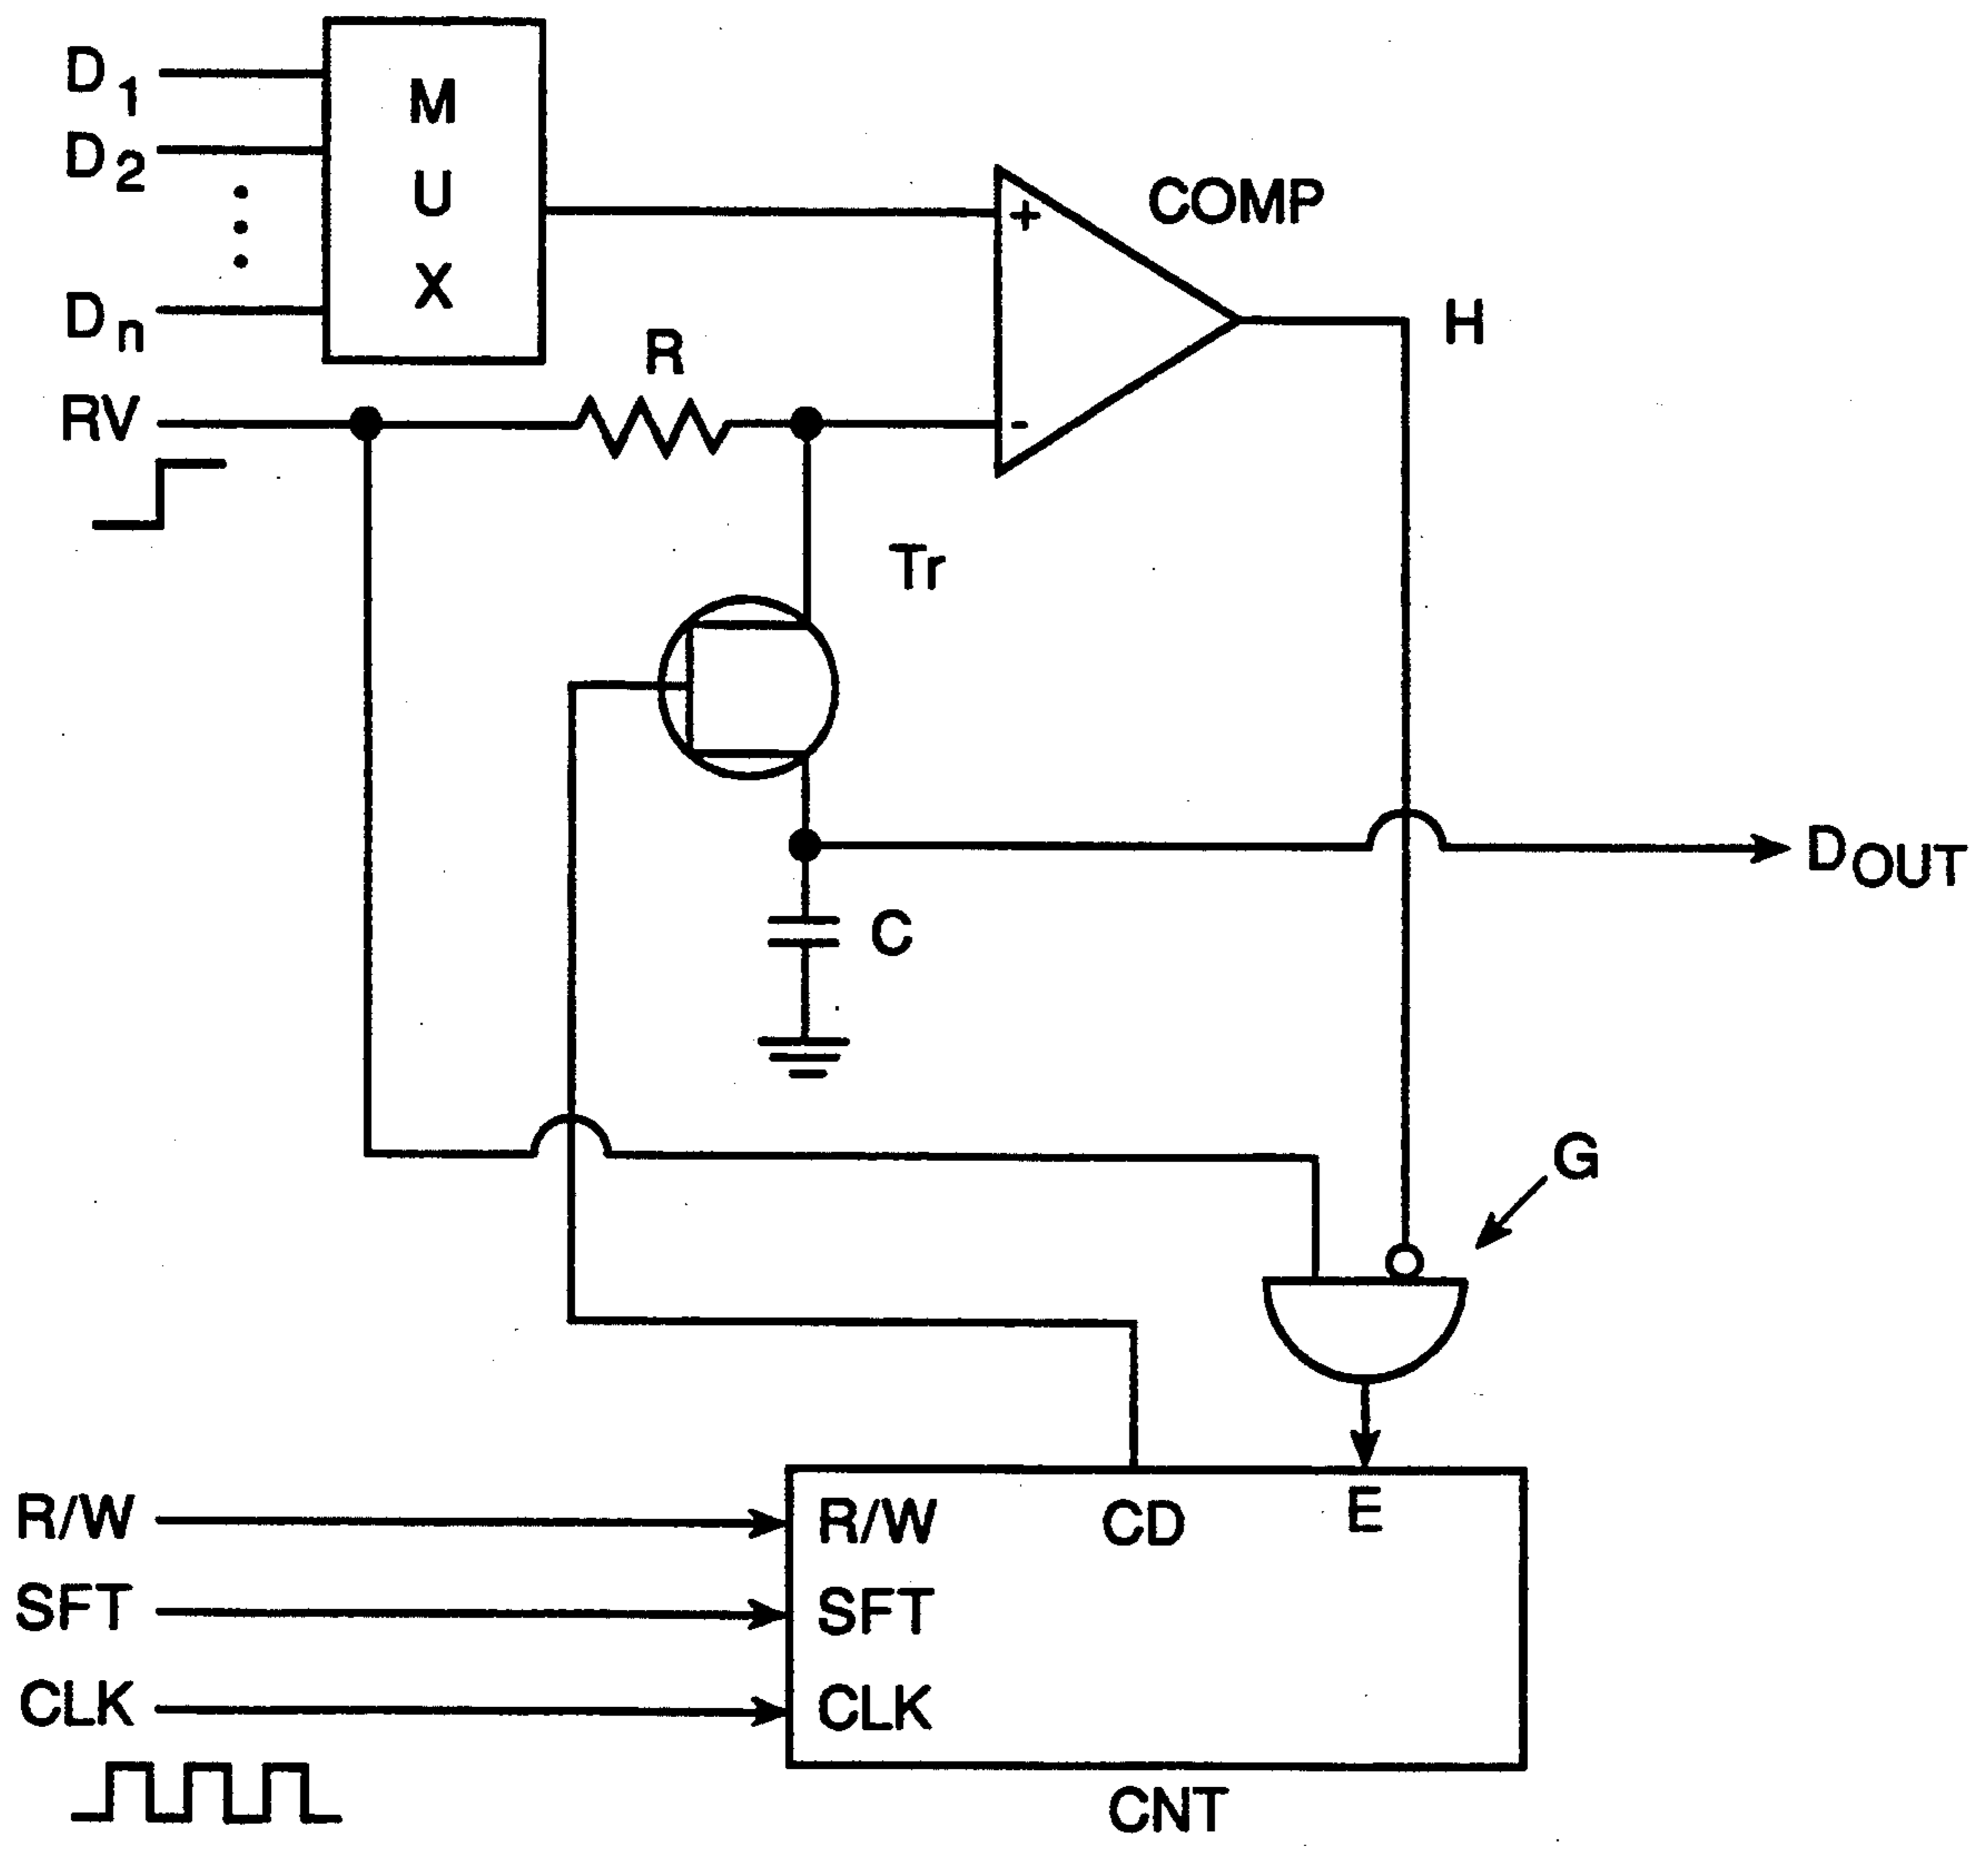 D1
D2
Dn
M
U
X
RV
R
+
-
COMP
H
Tr
DOUT
C
G
R/W
SFT
CLK
R/W
SFT
CLK
CD
E
CNT